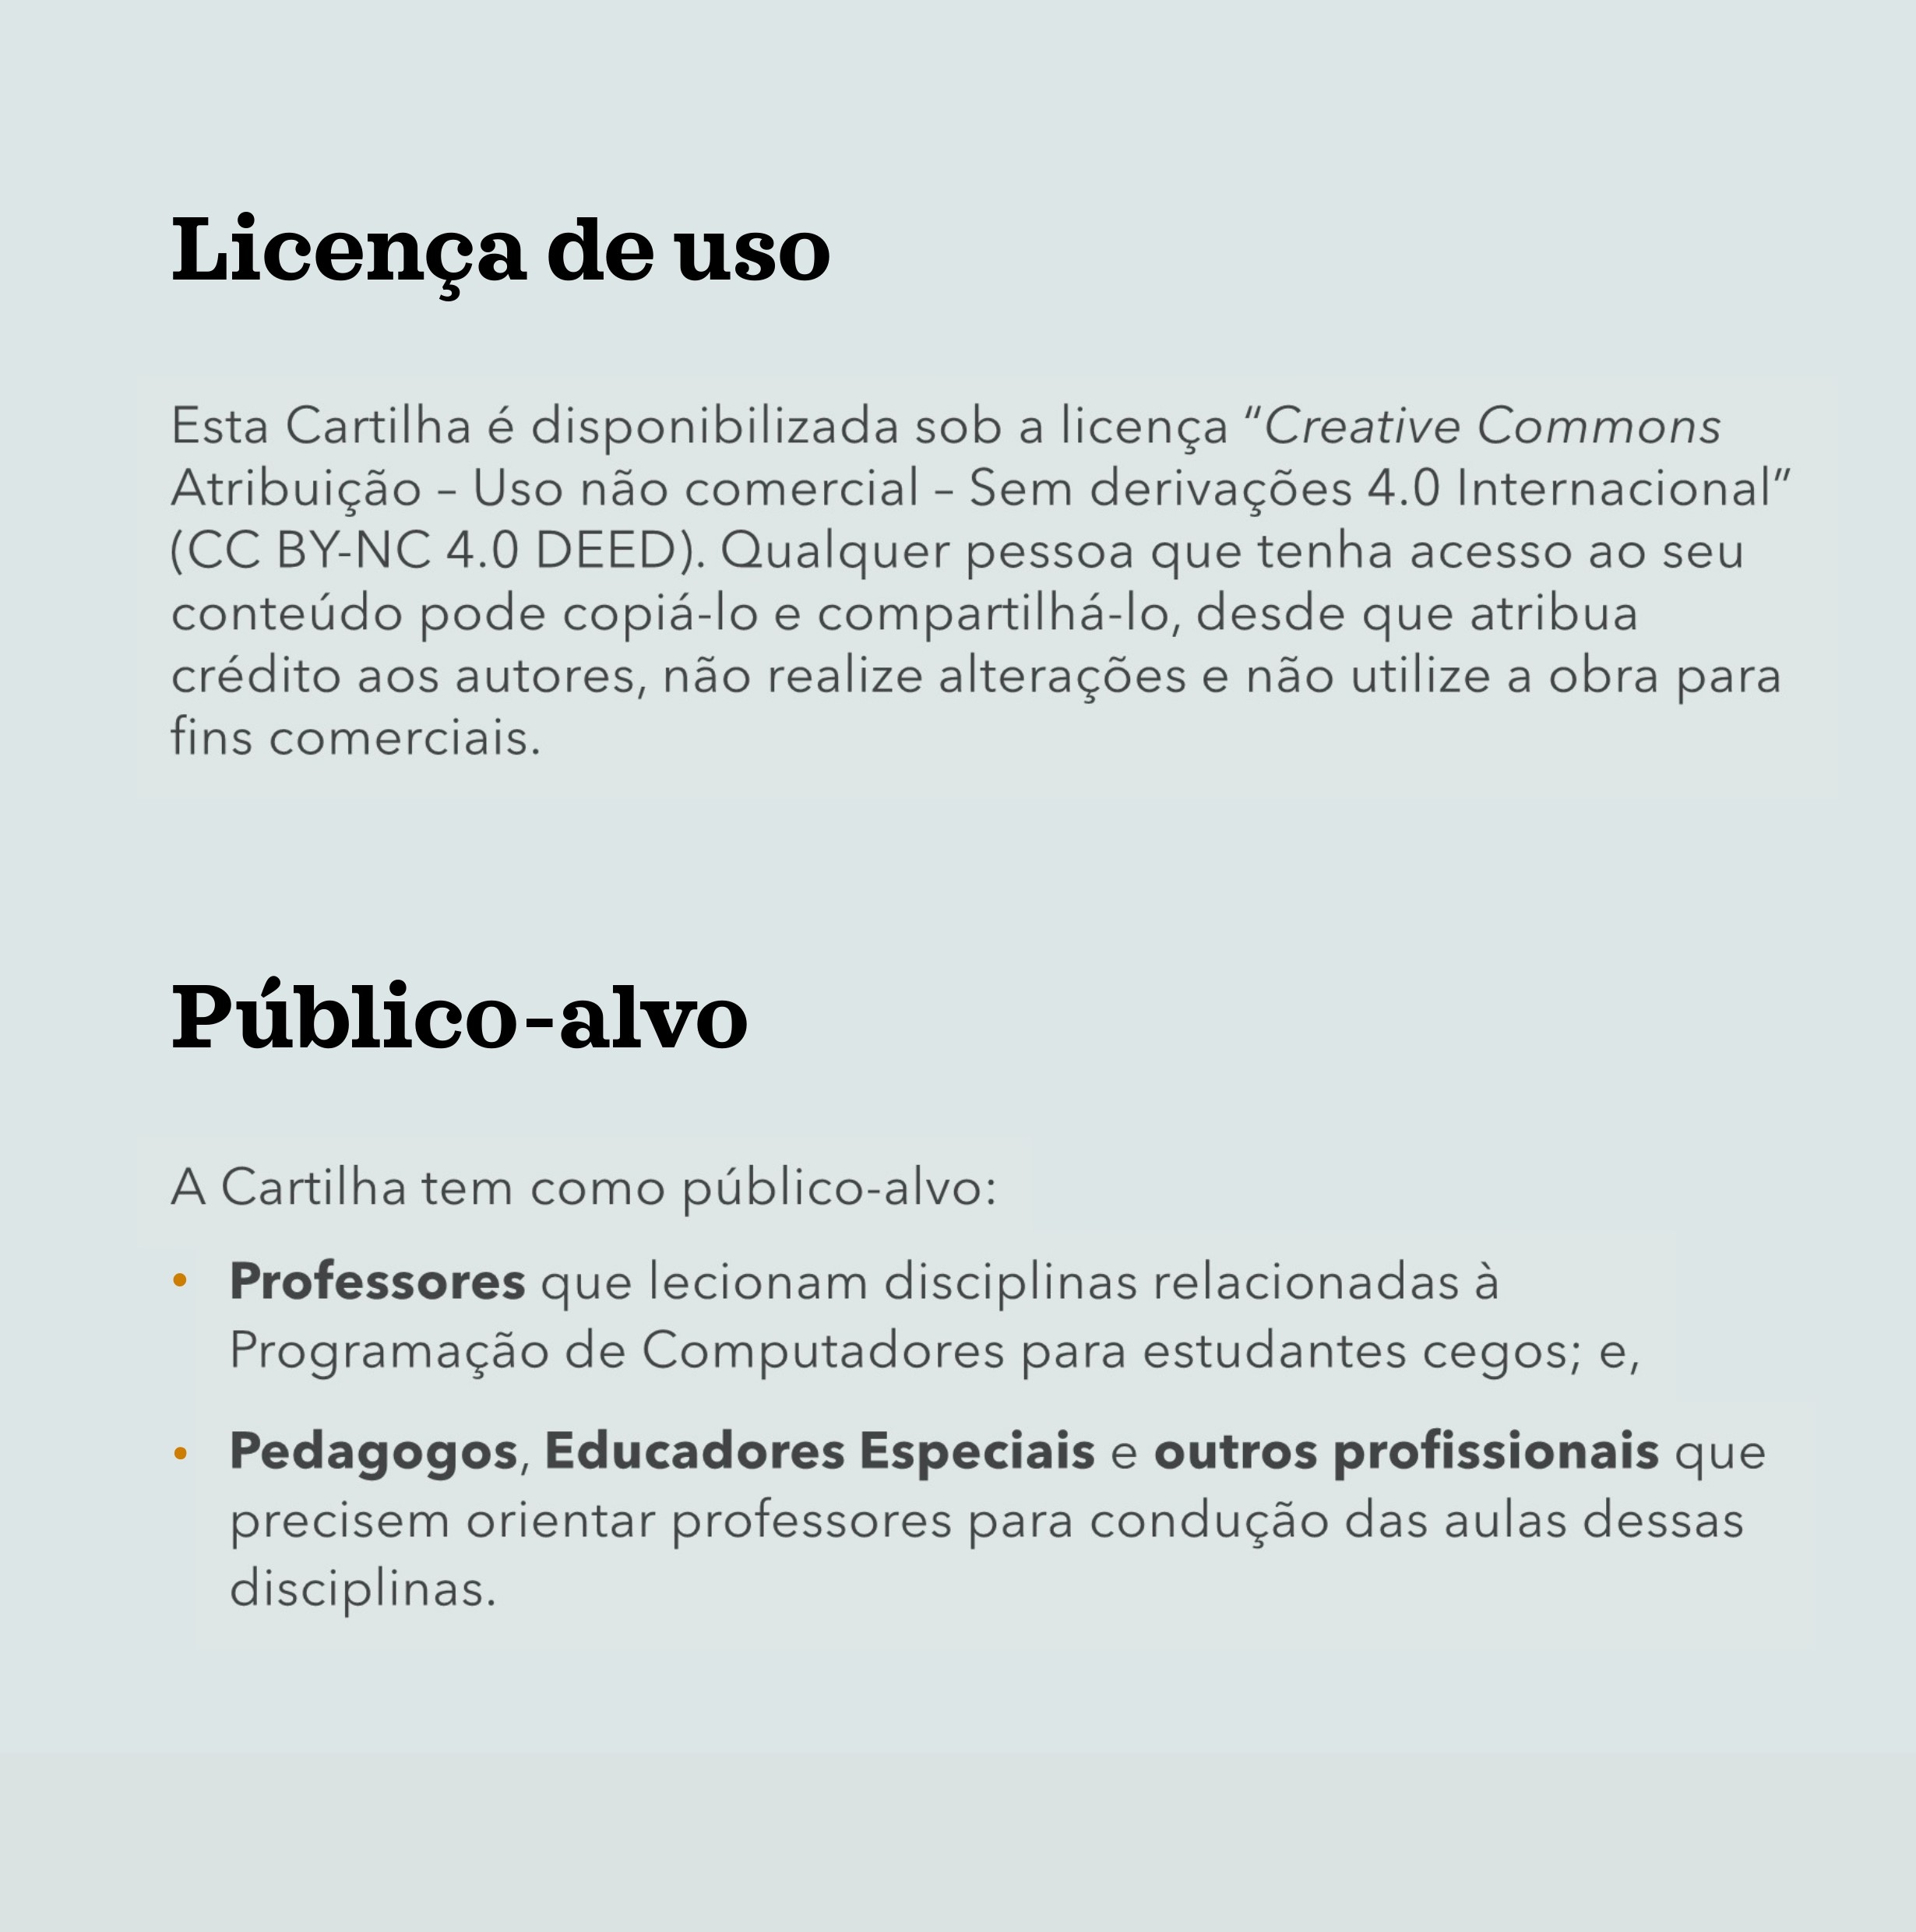 Licença de uso
Esta Cartilha é disponibilizada sob a licença “Creative Commons
Atribuição – Uso não comercial – Sem derivações 4.0 Internacional”
(CC BY-NC 4.0 DEED). Qualquer pessoa que tenha acesso ao seu
conteúdo pode copiá-lo e compartilhá-lo, desde que atribua
crédito aos autores, não realize alterações e não utilize a obra para
fins comerciais.
Público-alvo
A Cartilha tem como público-alvo:
• Professores que lecionam disciplinas relacionadas à
Programação de Computadores para estudantes cegos; e,
• Pedagogos, Educadores Especiais e outros profissionais que
precisem orientar professores para condução das aulas dessas
disciplinas.